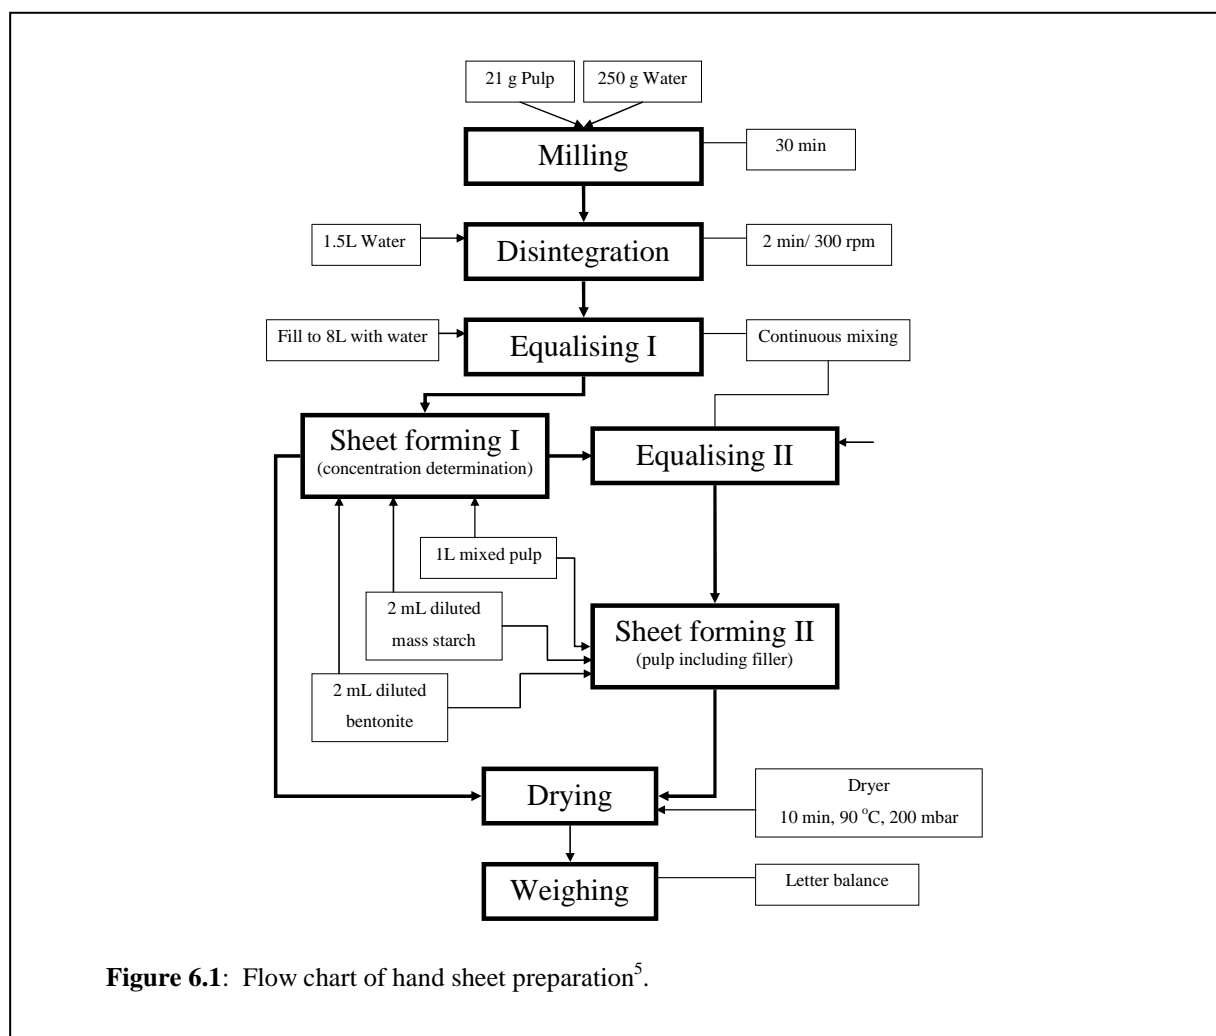 21 g Pulp
250 g Water
Milling
30 min
1.5L Water
Disintegration
2 min/ 300 rpm
Fill to 8L with water
Equalising I
Continuous mixing
Sheet forming I
(concentration determination)
Equalising II
1L mixed pulp
2 mL diluted
mass starch
Sheet forming II
(pulp including filler)
2 mL diluted
bentonite
Drying
Dryer
10 min, 90 °C, 200 mbar
Weighing
Letter balance
Figure 6.1: Flow chart of hand sheet preparation⁵.